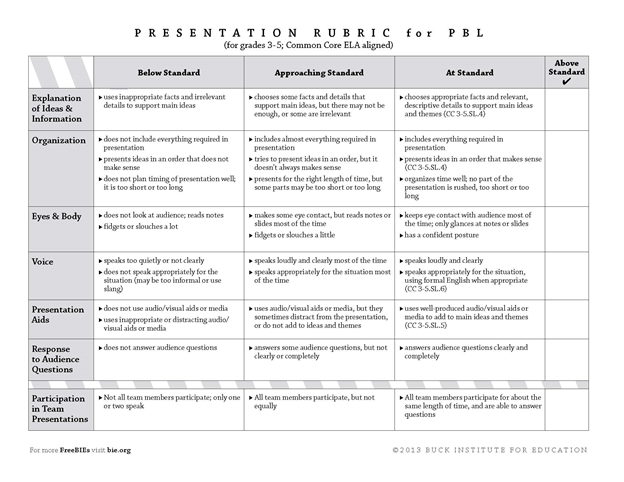 PRESENTATION RUBRIC for PBL
(for grades 3-5; Common Core ELA aligned)
Below Standard
Approaching Standard
At Standard
Above
Standard
✔
Explanation
of Ideas &
Information
▸ uses inappropriate facts and irrelevant
details to support main ideas
▸ chooses some facts and details that
support main ideas, but there may not be
enough, or some are irrelevant
▸ chooses appropriate facts and relevant,
descriptive details to support main ideas
and themes (CC 3-5.SL.4)
Organization
▸ does not include everything required in
presentation
▸ presents ideas in an order that does not
make sense
▸ does not plan timing of presentation well;
it is too short or too long
▸ includes almost everything required in
presentation
▸ tries to present ideas in an order, but it
doesn't always make sense
▸ presents for the right length of time, but
some parts may be too short or too long
▸ includes everything required in
presentation
▸ presents ideas in an order that makes sense
(CC 3-5.SL.4)
▸ organizes time well; no part of the
presentation is rushed, too short or too
long
Eyes & Body
▸ does not look at audience; reads notes
▸ fidgets or slouches a lot
▸ makes some eye contact, but reads notes or
slides most of the time
▸ fidgets or slouches a little
▸ keeps eye contact with audience most of
the time; only glances at notes or slides
▸ has a confident posture
Voice
▸ speaks too quietly or not clearly
▸ does not speak appropriately for the
situation (may be too informal or use
slang)
▸ speaks loudly and clearly most of the time
▸ speaks appropriately for the situation most
of the time
▸ speaks loudly and clearly
▸ speaks appropriately for the situation,
using formal English when appropriate
(CC 3-5.SL.6)
Presentation
Aids
▸ does not use audio/visual aids or media
▸ uses inappropriate or distracting audio/
visual aids or media
▸ uses audio/visual aids or media, but they
sometimes distract from the presentation,
or do not add to ideas and themes
▸ uses well-produced audio/visual aids or
media to add to main ideas and themes
(CC 3-5.SL.5)
Response
to Audience
Questions
▸ does not answer audience questions
▸ answers some audience questions, but not
clearly or completely
▸ answers audience questions clearly and
completely
Participation
in Team
Presentations
▸ Not all team members participate; only one
or two speak
▸ All team members participate, but not
equally
▸ All team members participate for about the
same length of time, and are able to answer
questions
For more FreeBIEs visit bie.org
©2013 BUCK INSTITUTE FOR EDUCATION